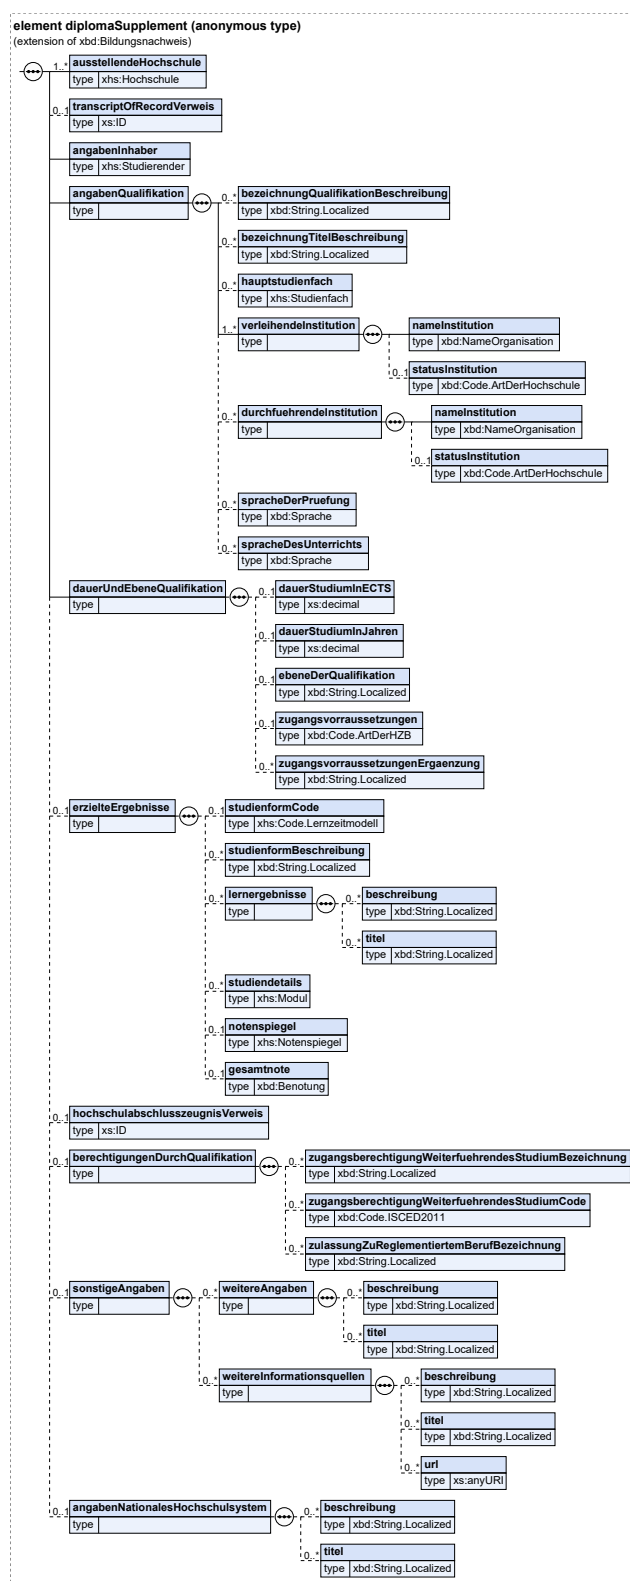 element diplomaSupplement (anonymous type)
(extension of xbd:Bildungsnachweis)
1..* ausstellendeHochschule
type xhs:Hochschule
0..1 transcriptOfRecordVerweis
type xs:ID
angabenInhaber
type xhs:Studierender
angabenQualifikation
type
0..* bezeichnungQualifikationBeschreibung
type xbd:String.Localized
0..* bezeichnungTitelBeschreibung
type xbd:String.Localized
0..* hauptstudienfach
type xhs:Studienfach
1..* verleihendeInstitution
type
nameInstitution
type xbd:NameOrganisation
0..1 statusInstitution
type xbd:Code.ArtDerHochschule
0..* durchfuehrendeInstitution
type
nameInstitution
type xbd:NameOrganisation
0..1 statusInstitution
type xbd:Code.ArtDerHochschule
0..* spracheDerPruefung
type xbd:Sprache
0..* spracheDesUnterrichts
type xbd:Sprache
dauerUndEbeneQualifikation
type
0..1 dauerStudiumInECTS
type xs:decimal
0..1 dauerStudiumInJahren
type xs:decimal
0..1 ebeneDerQualifikation
type xbd:String.Localized
0..1 zugangsvorraussetzungen
type xbd:Code.ArtDerHZB
0..* zugangsvorraussetzungenErgaenzung
type xbd:String.Localized
0..1 erzielteErgebnisse
type
0..1 studienformCode
type xhs:Code.Lernzeitmodell
0..* studienformBeschreibung
type xbd:String.Localized
0..* lernergebnisse
type
0..* beschreibung
type xbd:String.Localized
0..* titel
type xbd:String.Localized
0..* studiendetails
type xhs:Modul
0..1 notenspiegel
type xhs:Notenspiegel
0..1 gesamtnote
type xbd:Benotung
0..1 hochschulabschlusszeugnisVerweis
type xs:ID
0..1 berechtigungenDurchQualifikation
type
0..* zugangsberechtigungWeiterfuehrendesStudiumBezeichnung
type xbd:String.Localized
0..* zugangsberechtigungWeiterfuehrendesStudiumCode
type xbd:Code.ISCED2011
0..* zulassungZuReglementiertemBerufBezeichnung
type xbd:String.Localized
0..1 sonstigeAngaben
type
0..* weitereAngaben
type
0..* beschreibung
type xbd:String.Localized
0..* titel
type xbd:String.Localized
0..* weitereInformationsquellen
type
0..* beschreibung
type xbd:String.Localized
0..* titel
type xbd:String.Localized
0..* url
type xs:anyURI
0..1 angabenNationalesHochschulsystem
type
0..* beschreibung
type xbd:String.Localized
0..* titel
type xbd:String.Localized